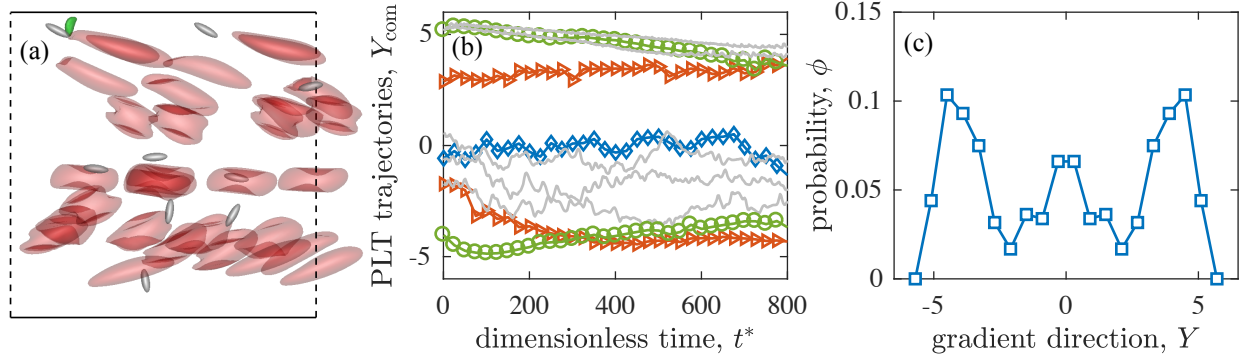 (a)
PLT trajectories, Y_com
5
0
-5
(b)
0 200 400 600 800
dimensionless time, t*
probability, ϕ
0.15
0.1
0.05
0
(c)
-5 0 5
gradient direction, Y